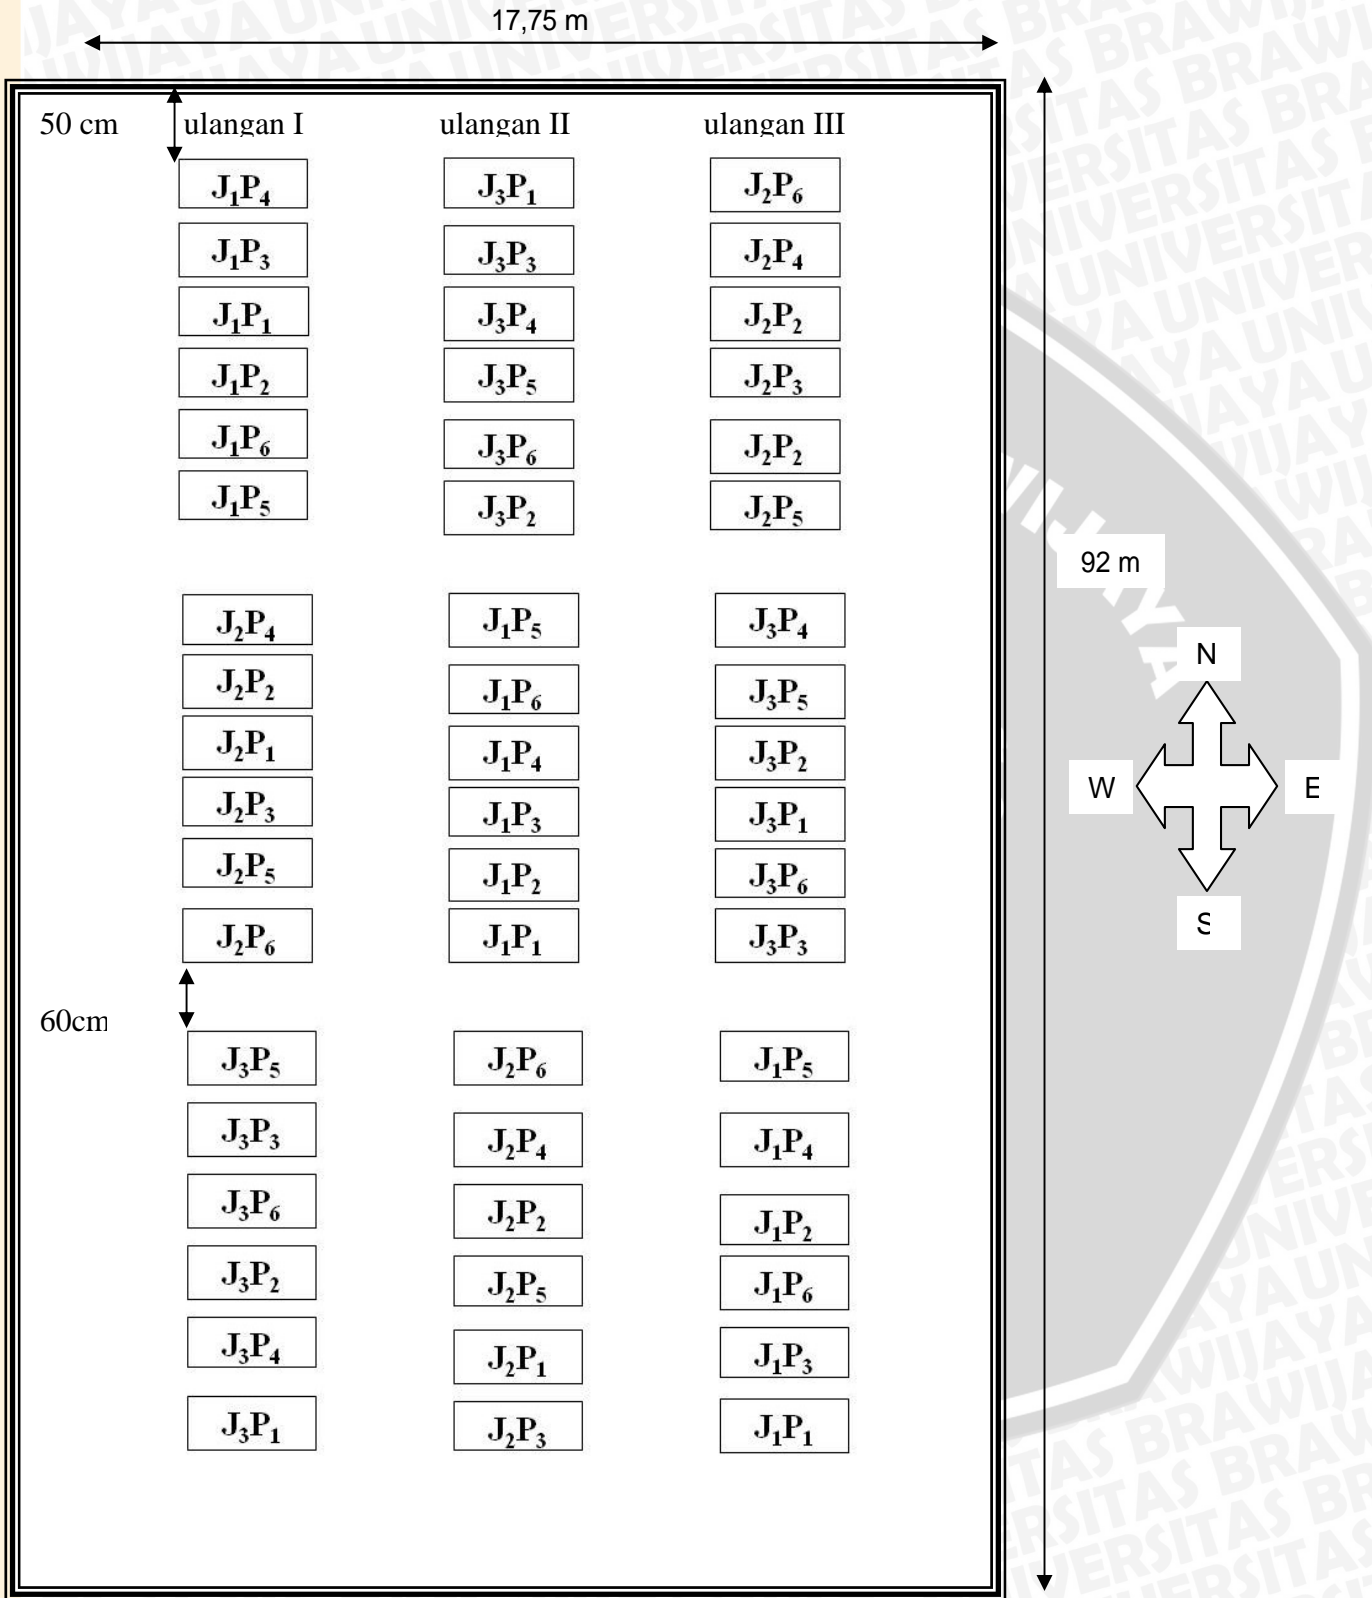 17,75 m
50 cm ulangan I ulangan II ulangan III
J₁P₄ J₃P₁ J₂P₆
J₁P₃ J₃P₃ J₂P₄
J₁P₁ J₃P₄ J₂P₂
J₁P₂ J₃P₅ J₂P₃
J₁P₆ J₃P₆ J₂P₂
J₁P₅ J₃P₂ J₂P₅
92 m
J₂P₄ J₁P₅ J₃P₄
J₂P₂ J₁P₆ J₃P₅
J₂P₁ J₁P₄ J₃P₂
J₂P₃ J₁P₃ J₃P₁
J₂P₅ J₁P₂ J₃P₆
J₂P₆ J₁P₁ J₃P₃
N
W E
S
60cm
J₃P₅ J₂P₆ J₁P₅
J₃P₃ J₂P₄ J₁P₄
J₃P₆ J₂P₂ J₁P₂
J₃P₂ J₂P₅ J₁P₆
J₃P₄ J₂P₁ J₁P₃
J₃P₁ J₂P₃ J₁P₁